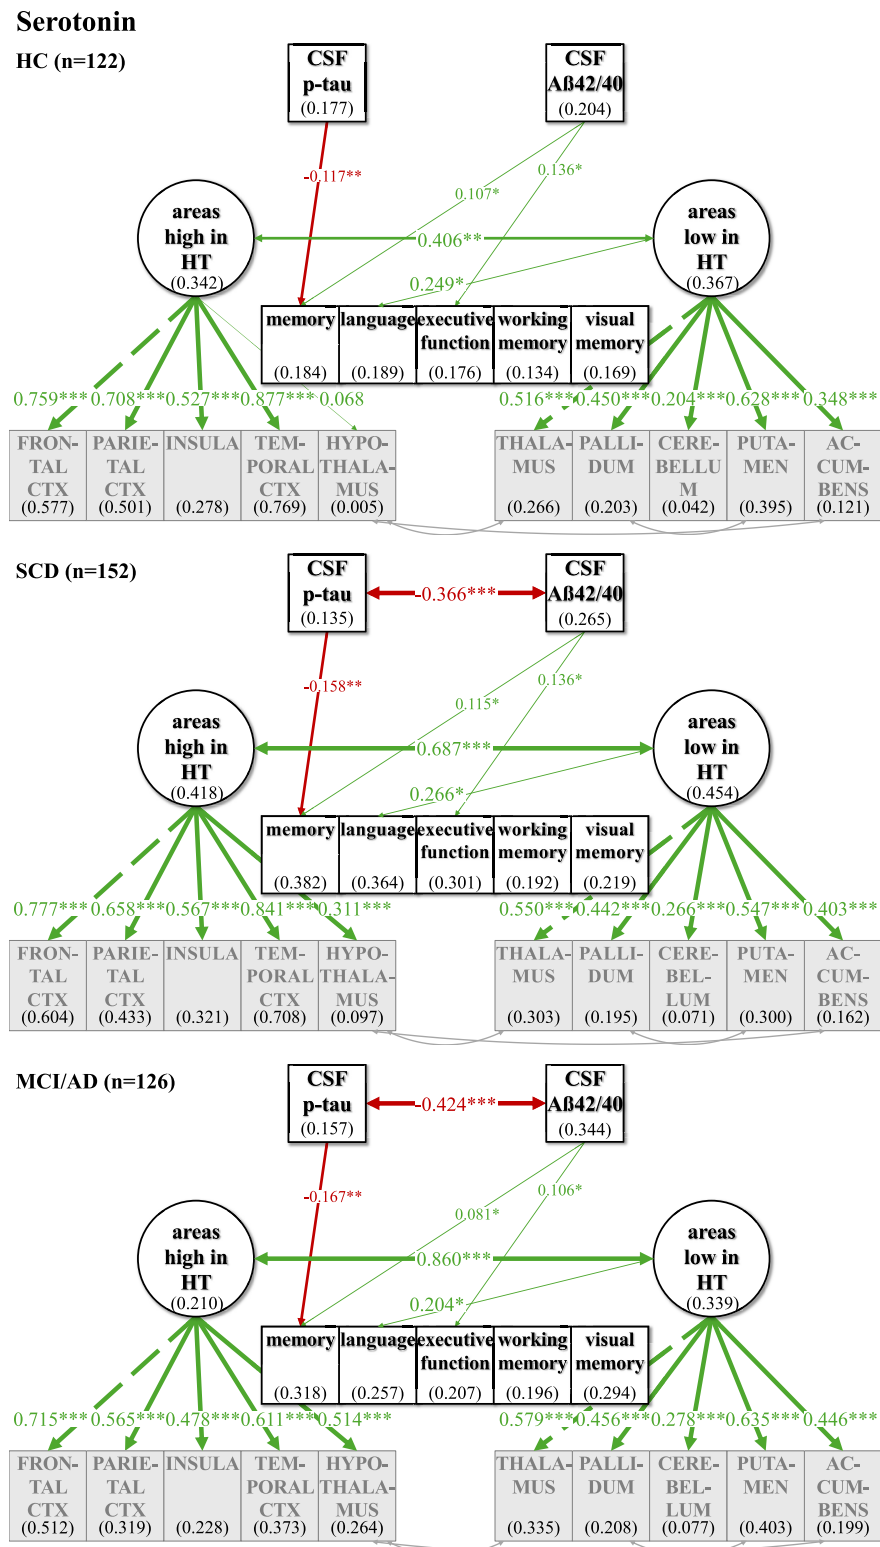 Serotonin
HC (n=122)
CSF
p-tau
(0.177)
CSF
Aß42/40
(0.204)
-0.117**
0.107*
0.136*
areas
high in
HT
(0.342)
0.406**
areas
low in
HT
(0.367)
0.249*
memory
(0.184)
language
(0.189)
executive
function
(0.176)
working
memory
(0.134)
visual
memory
(0.169)
0.759***
0.708***
0.527***
0.877***
0.068
0.516***
0.450***
0.204***
0.628***
0.348***
FRON-
TAL
CTX
(0.577)
PARIE-
TAL
CTX
(0.501)
INSULA
(0.278)
TEM-
PORAL
CTX
(0.769)
HYPO-
THALA-
MUS
(0.005)
THALA-
MUS
(0.266)
PALLI-
DUM
(0.203)
CERE-
BELLU
M
(0.042)
PUTA-
MEN
(0.395)
AC-
CUM-
BENS
(0.121)
SCD (n=152)
CSF
p-tau
(0.135)
-0.366***
CSF
Aß42/40
(0.265)
-0.158**
0.115*
0.136*
areas
high in
HT
(0.418)
0.687***
areas
low in
HT
(0.454)
0.266*
memory
(0.382)
language
(0.364)
executive
function
(0.301)
working
memory
(0.192)
visual
memory
(0.219)
0.777***
0.658***
0.567***
0.841***
0.311***
0.550***
0.442***
0.266***
0.547***
0.403***
FRON-
TAL
CTX
(0.604)
PARIE-
TAL
CTX
(0.433)
INSULA
(0.321)
TEM-
PORAL
CTX
(0.708)
HYPO-
THALA-
MUS
(0.097)
THALA-
MUS
(0.303)
PALLI-
DUM
(0.195)
CERE-
BEL-
LUM
(0.071)
PUTA-
MEN
(0.300)
AC-
CUM-
BENS
(0.162)
MCI/AD (n=126)
CSF
p-tau
(0.157)
-0.424***
CSF
Aß42/40
(0.344)
-0.167**
0.081*
0.106*
areas
high in
HT
(0.210)
0.860***
areas
low in
HT
(0.339)
0.204*
memory
(0.318)
language
(0.257)
executive
function
(0.207)
working
memory
(0.196)
visual
memory
(0.294)
0.715***
0.565***
0.478***
0.611***
0.514***
0.579***
0.456***
0.278***
0.635***
0.446***
FRON-
TAL
CTX
(0.512)
PARIE-
TAL
CTX
(0.319)
INSULA
(0.228)
TEM-
PORAL
CTX
(0.373)
HYPO-
THALA-
MUS
(0.264)
THALA-
MUS
(0.335)
PALLI-
DUM
(0.208)
CERE-
BEL-
LUM
(0.077)
PUTA-
MEN
(0.403)
AC-
CUM-
BENS
(0.199)